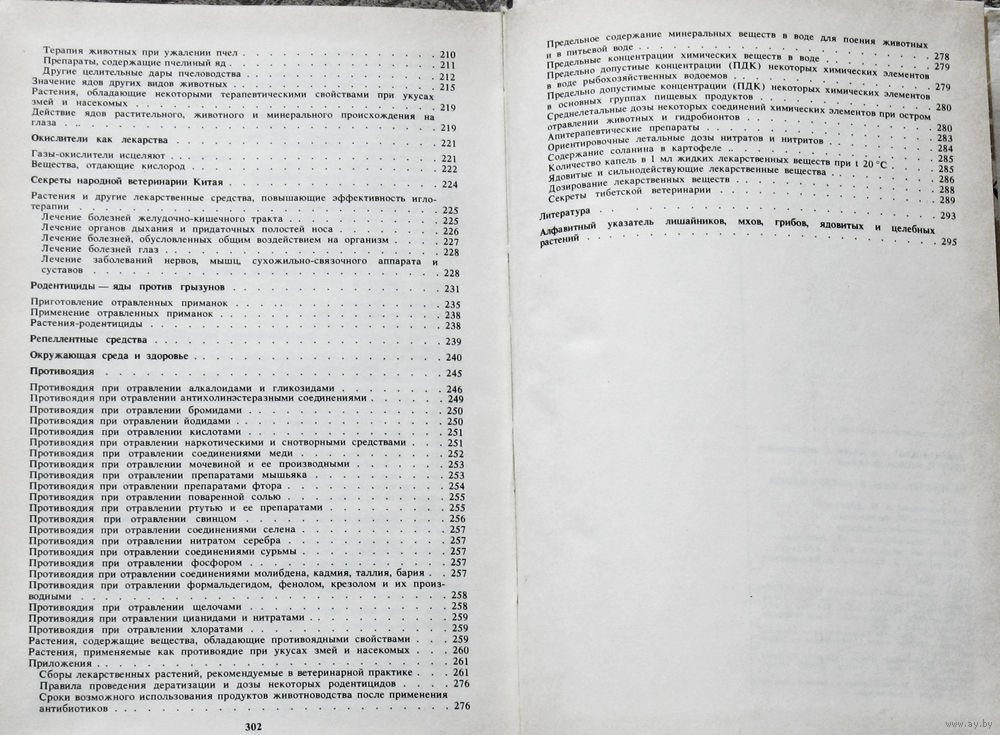 Терапия животных при ужалении пчел . . . . . . . . . . . . . 210
Препараты, содержащие пчелиный яд . . . . . . . . . . . . . 211
Другие целительные дары пчеловодства . . . . . . . . . . . . 212
Значение ядов других видов животных . . . . . . . . . . . . . 215
Растения, обладающие некоторыми терапевтическими свойствами при укусах
змей и насекомых . . . . . . . . . . . . . . . . . . . 219
Действие ядов растительного, животного и минерального происхождения на
глаза . . . . . . . . . . . . . . . . . . . . . . . 219
Окислители как лекарства . . . . . . . . . . . . . . . . . 221
Газы-окислители исцеляют . . . . . . . . . . . . . . . . . 221
Вещества, отдающие кислород . . . . . . . . . . . . . . . . 222
Секреты народной ветеринарии Китая . . . . . . . . . . . . . 224
Растения и другие лекарственные средства, повышающие эффективность игло-
терапии . . . . . . . . . . . . . . . . . . . . . . 225
Лечение болезней желудочно-кишечного тракта . . . . . . . . . 225
Лечение органов дыхания и придаточных полостей носа . . . . . . 226
Лечение болезней, обусловленных общим воздействием на организм . . . 227
Лечение болезней глаз . . . . . . . . . . . . . . . . . 228
Лечение заболеваний нервов, мышц, сухожильно-связочного аппарата и
суставов . . . . . . . . . . . . . . . . . . . . . 228
Родентициды — яды против грызунов . . . . . . . . . . . . . 231
Приготовление отравленных приманок . . . . . . . . . . . . . 235
Применение отравленных приманок . . . . . . . . . . . . . . 238
Растения-родентициды . . . . . . . . . . . . . . . . . . 238
Репеллентные средства . . . . . . . . . . . . . . . . . . 239
Окружающая среда и здоровье . . . . . . . . . . . . . . . . 240
Противоядия . . . . . . . . . . . . . . . . . . . . . 245
Противоядия при отравлении алкалоидами и гликозидами . . . . . . 246
Противоядия при отравлении антихолинэстеразными соединениями . . . . 249
Противоядия при отравлении бромидами . . . . . . . . . . . . 250
Противоядия при отравлении йодидами . . . . . . . . . . . . 250
Противоядия при отравлении кислотами . . . . . . . . . . . . 251
Противоядия при отравлении наркотическими и снотворными средствами . . . 251
Противоядия при отравлении соединениями меди . . . . . . . . . 252
Противоядия при отравлении мочевиной и ее производными . . . . . . 253
Противоядия при отравлении препаратами мышьяка . . . . . . . . 253
Противоядия при отравлении препаратами фтора . . . . . . . . . 254
Противоядия при отравлении поваренной солью . . . . . . . . . 255
Противоядия при отравлении ртутью и ее препаратами . . . . . . . 255
Противоядия при отравлении свинцом . . . . . . . . . . . . . 256
Противоядия при отравлении соединениями селена . . . . . . . . 257
Противоядия при отравлении нитратом серебра . . . . . . . . . 257
Противоядия при отравлении соединениями сурьмы . . . . . . . . 257
Противоядия при отравлении фосфором . . . . . . . . . . . . 257
Противоядия при отравлении соединениями молибдена, кадмия, таллия, бария . . 257
Противоядия при отравлении формальдегидом, фенолом, крезолом и их произ-
водными . . . . . . . . . . . . . . . . . . . . . . 258
Противоядия при отравлении щелочами . . . . . . . . . . . . 258
Противоядия при отравлении цианидами и нитратами . . . . . . . . 259
Противоядия при отравлении хлоратами . . . . . . . . . . . . 259
Растения, содержащие вещества, обладающие противоядными свойствами . . . 259
Растения, применяемые как противоядие при укусах змей и насекомых . . . 260
Приложения . . . . . . . . . . . . . . . . . . . . . 261
Сборы лекарственных растений, рекомендуемые в ветеринарной практике . . . 261
Правила проведения дератизации и дозы некоторых родентицидов . . . . 276
Сроки возможного использования продуктов животноводства после применения
антибиотиков . . . . . . . . . . . . . . . . . . . . 276
302
Предельное содержание минеральных веществ в воде для поения животных
и в питьевой воде . . . . . . . . . . . . . . . . . . 278
Предельные концентрации химических веществ в воде . . . . . . . 279
Предельно допустые концентрации (ПДК) некоторых химических элементов
в воде рыбохозяйственных водоемов . . . . . . . . . . . . . 279
Предельно допустимые концентрации (ПДК) некоторых химических элементов
в основных группах пищевых продуктов . . . . . . . . . . . . 280
Среднелетальные дозы некоторых соединений химических элементов при остром
отравлении животных и гидробионтов . . . . . . . . . . . . . 280
Апитерапевтические препараты . . . . . . . . . . . . . . . 283
Ориентировочные летальные дозы нитратов и нитритов . . . . . . . 284
Содержание соланина в картофеле . . . . . . . . . . . . . . 285
Количество капель в 1 мл жидких лекарственных веществ при t 20 °C . . . 285
Ядовитые и сильнодействующие лекарственные вещества . . . . . . . 286
Дозирование лекарственных веществ . . . . . . . . . . . . . 288
Секреты тибетской ветеринарии . . . . . . . . . . . . . . . 289
Литература . . . . . . . . . . . . . . . . . . . . . 293
Алфавитный указатель лишайников, мхов, грибов, ядовитых и целебных
растений . . . . . . . . . . . . . . . . . . . . . . 295
www.ay.by